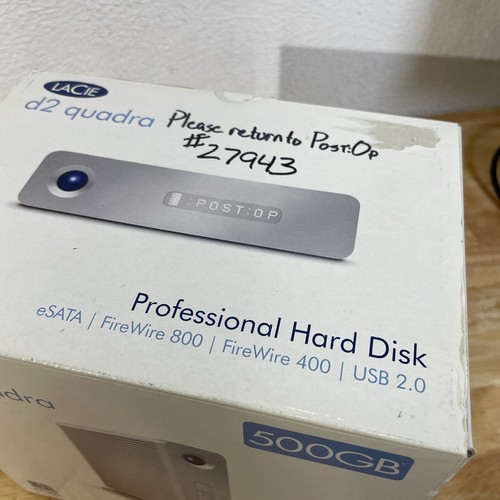 LACIE
d2 quadra
Please return to Post:Op
#27943
:POST:OP
Professional Hard Disk
eSATA | FireWire 800 | FireWire 400 | USB 2.0
500GB